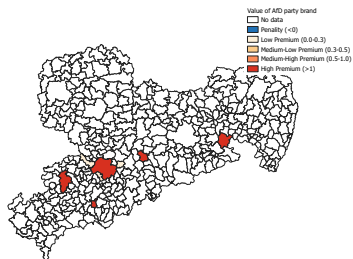 Value of AfD party brand
No data
Penality (<0)
Low Premium (0.0-0.3)
Medium-Low Premium (0.3-0.5)
Medium-High Premium (0.5-1.0)
High Premium (>1)